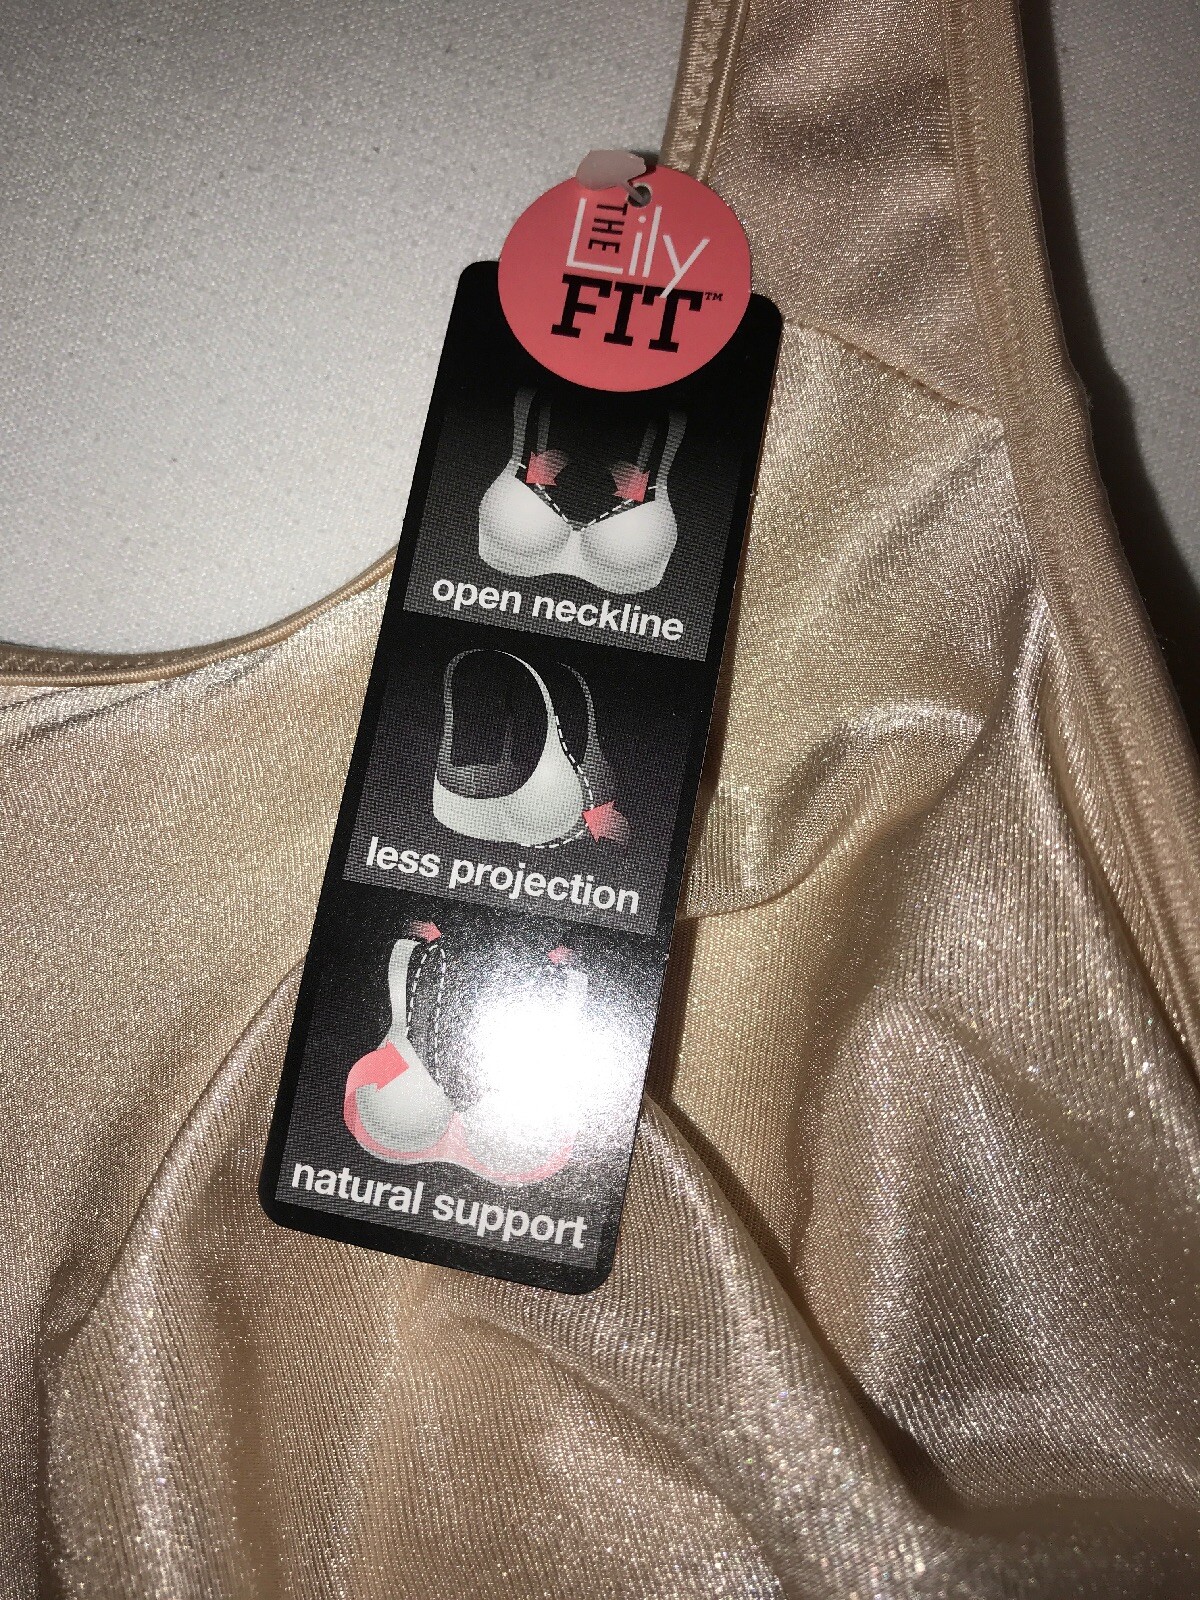 THE
Lily
FIT™
open neckline
less projection
natural support